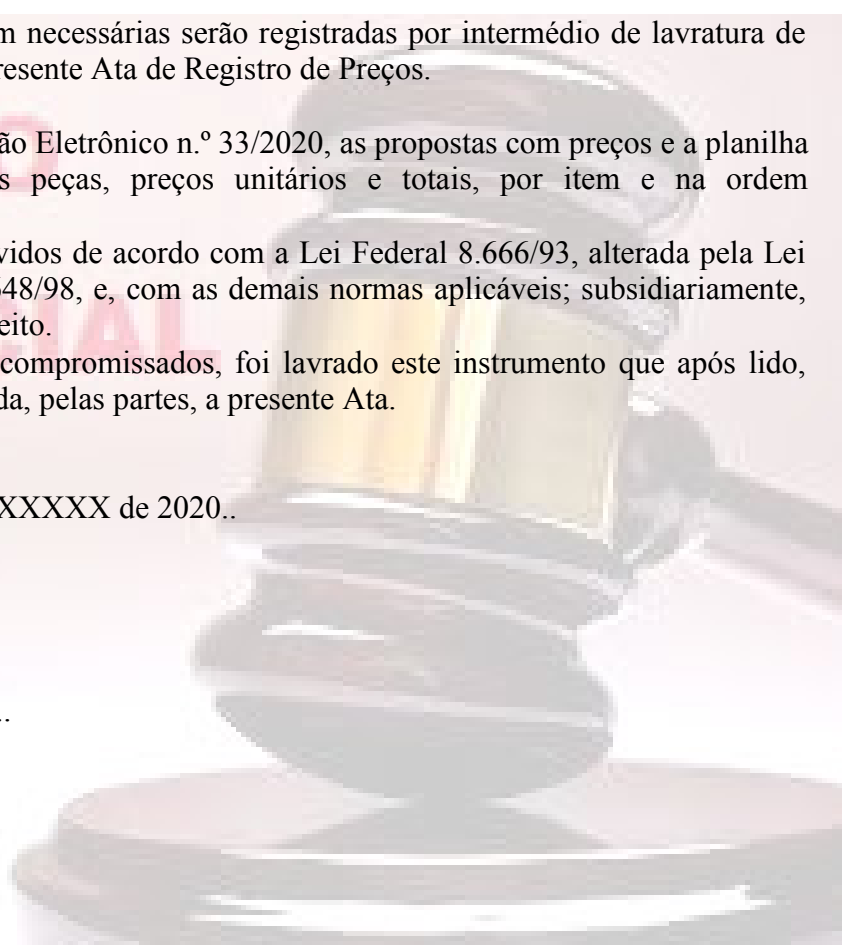 m necessárias serão registradas por intermédio de lavratura de
resente Ata de Registro de Preços.
ão Eletrônico n.º 33/2020, as propostas com preços e a planilha
s peças, preços unitários e totais, por item e na ordem
vidos de acordo com a Lei Federal 8.666/93, alterada pela Lei
648/98, e, com as demais normas aplicáveis; subsidiariamente,
eito.
compromissados, foi lavrado este instrumento que após lido,
da, pelas partes, a presente Ata.
XXXXX de 2020..
..
O
CIAL